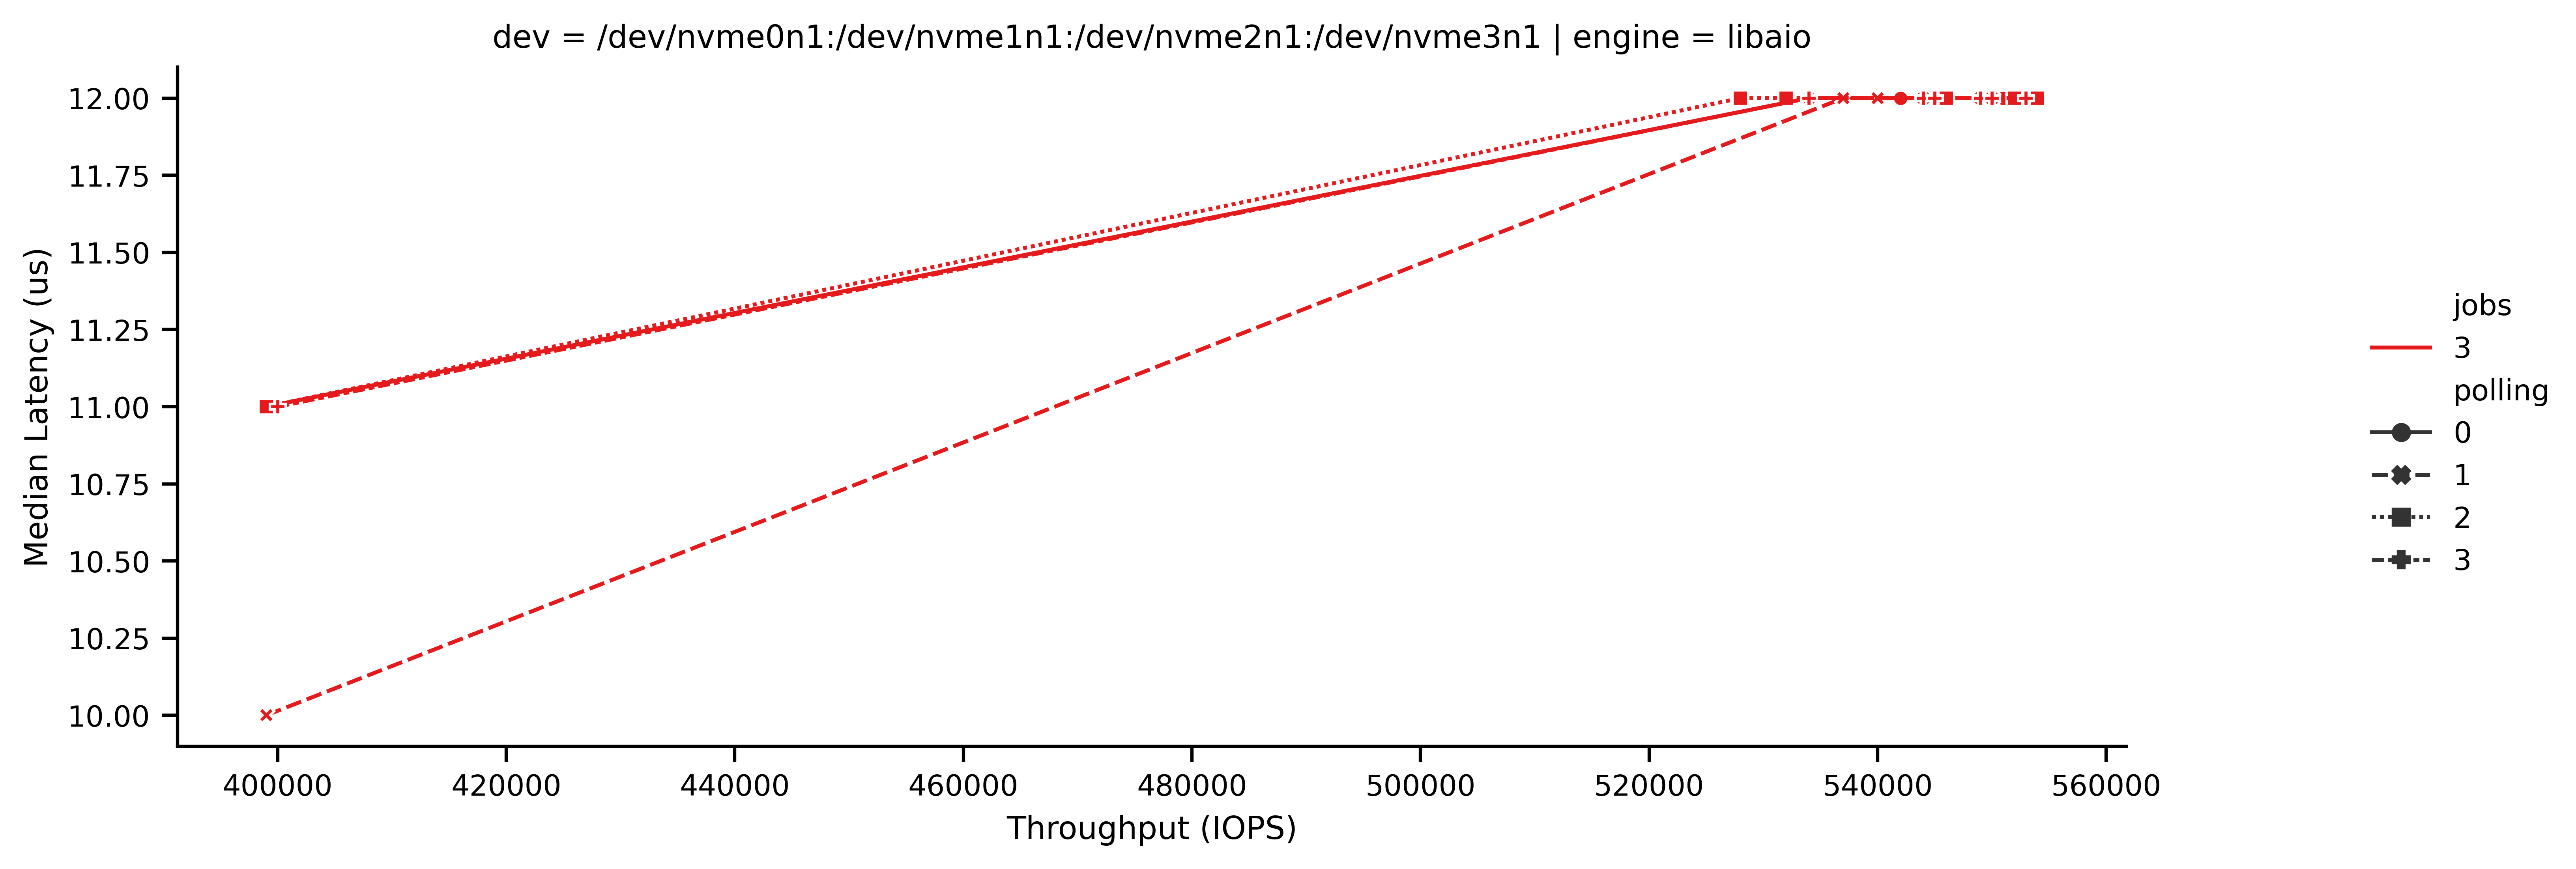 dev = /dev/nvme0n1:/dev/nvme1n1:/dev/nvme2n1:/dev/nvme3n1 | engine = libaio
Median Latency (us)
12.00
11.75
11.50
11.25
11.00
10.75
10.50
10.25
10.00
400000 420000 440000 460000 480000 500000 520000 540000 560000
Throughput (IOPS)
jobs
3
polling
0
1
2
3